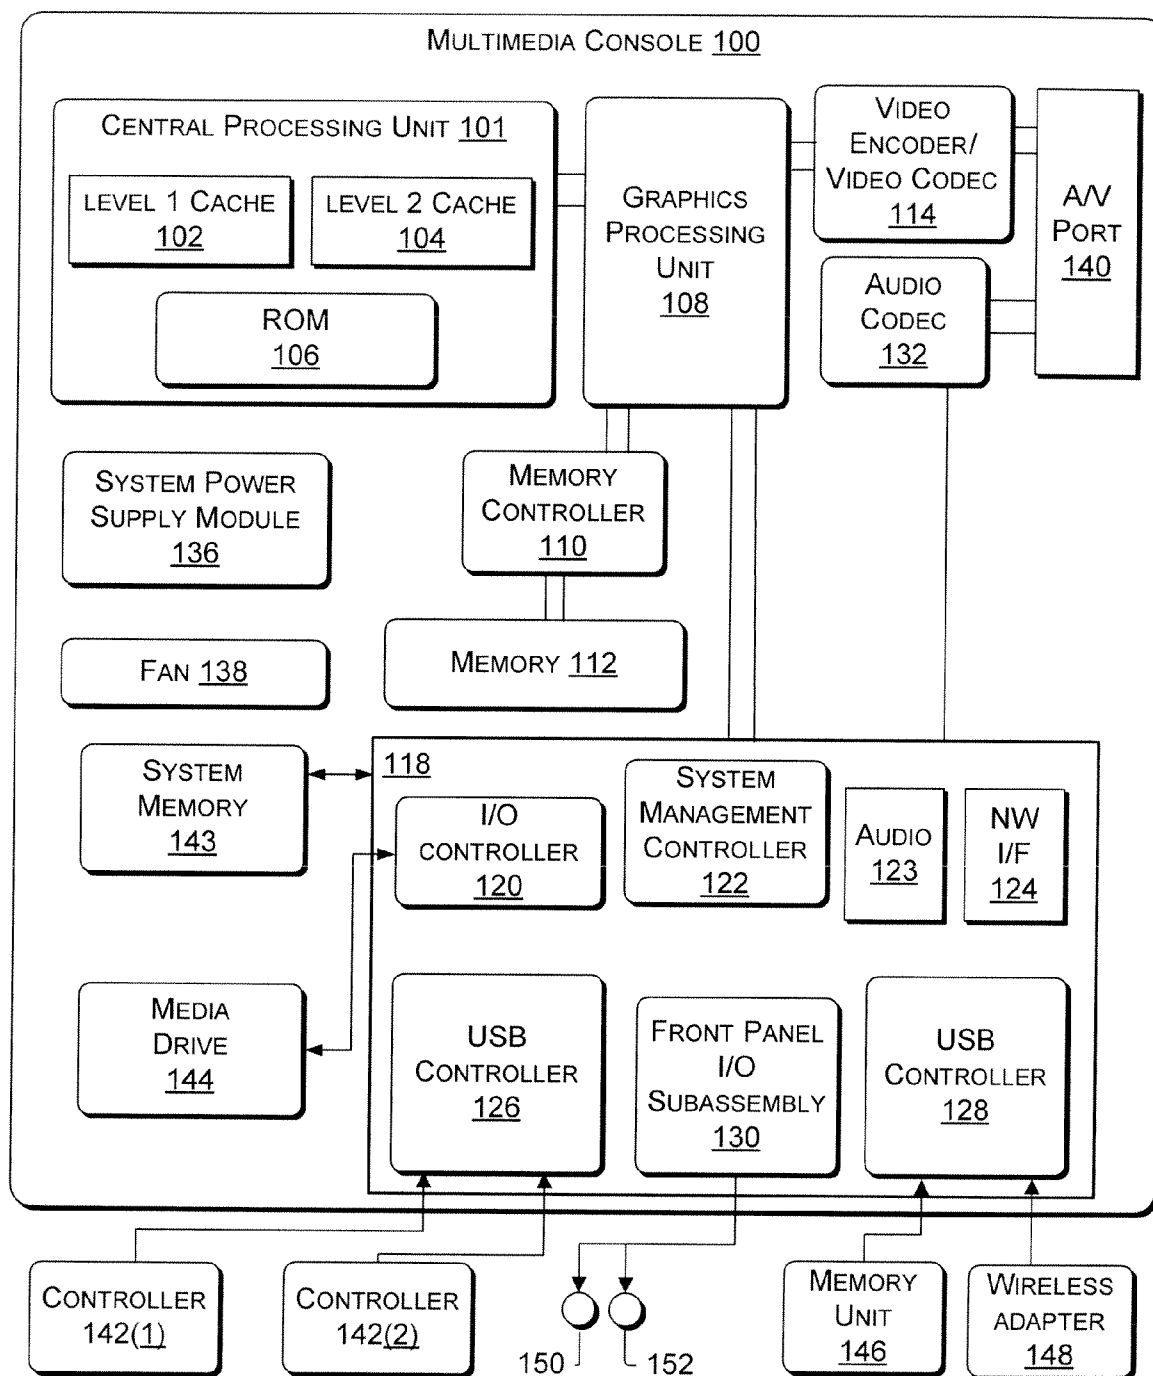 MULTIMEDIA CONSOLE 100
CENTRAL PROCESSING UNIT 101
LEVEL 1 CACHE
102
LEVEL 2 CACHE
104
ROM
106
GRAPHICS
PROCESSING
UNIT
108
VIDEO
ENCODER/
VIDEO CODEC
114
A/V
PORT
140
AUDIO
CODEC
132
SYSTEM POWER
SUPPLY MODULE
136
MEMORY
CONTROLLER
110
FAN 138
MEMORY 112
SYSTEM
MEMORY
143
118
I/O
CONTROLLER
120
SYSTEM
MANAGEMENT
CONTROLLER
122
AUDIO
123
NW
I/F
124
MEDIA
DRIVE
144
USB
CONTROLLER
126
FRONT PANEL
I/O
SUBASSEMBLY
130
USB
CONTROLLER
128
CONTROLLER
142(1)
CONTROLLER
142(2)
150
152
MEMORY
UNIT
146
WIRELESS
ADAPTER
148